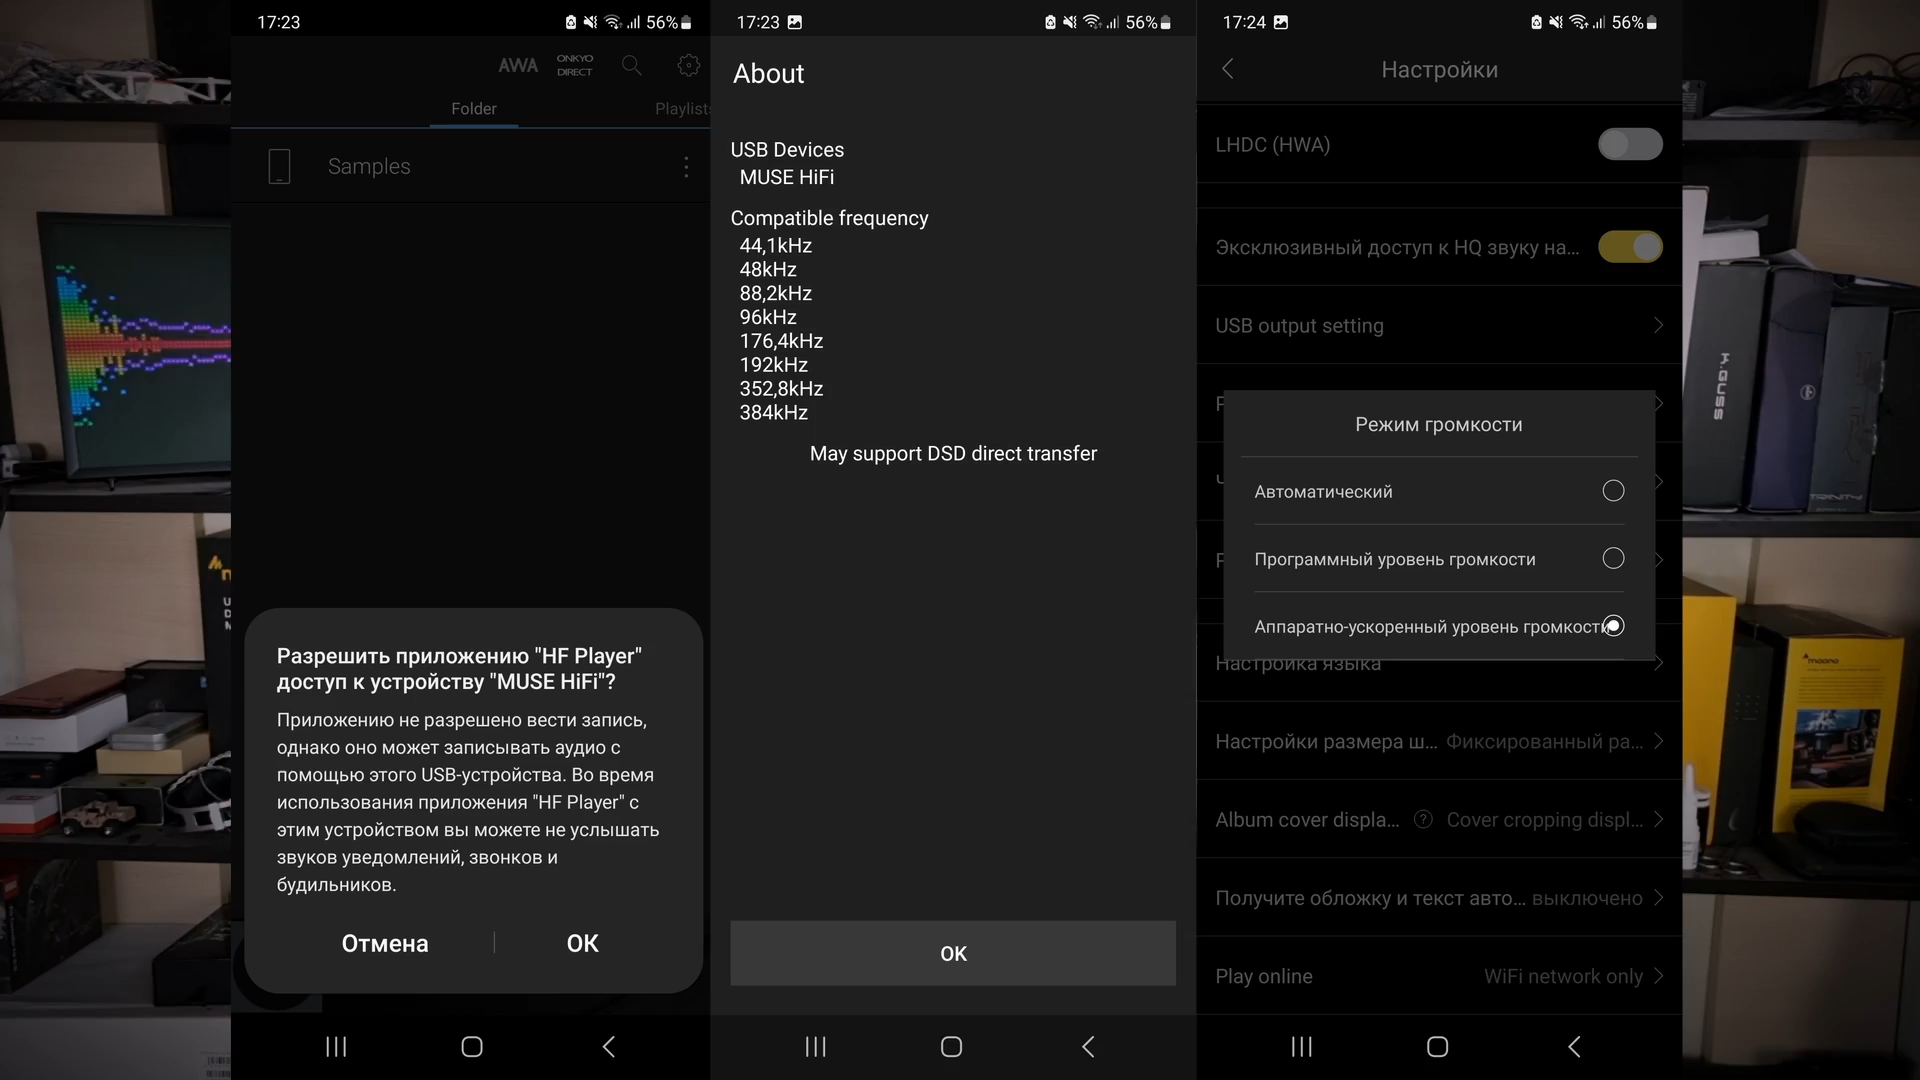 17:23
56%
AWA
ONKYO
DIRECT
Folder
Playlist
Samples
Разрешить приложению "HF Player"
доступ к устройству "MUSE HiFi"?
Приложению не разрешено вести запись,
однако оно может записывать аудио с
помощью этого USB-устройства. Во время
использования приложения "HF Player" с
этим устройством вы можете не услышать
звуков уведомлений, звонков и
будильников.
Отмена
ОК
17:23
56%
About
USB Devices
MUSE HiFi
Compatible frequency
44,1kHz
48kHz
88,2kHz
96kHz
176,4kHz
192kHz
352,8kHz
384kHz
May support DSD direct transfer
OK
17:24
56%
Настройки
LHDC (HWA)
Эксклюзивный доступ к HQ звуку на...
USB output setting
Режим громкости
Автоматический
Программный уровень громкости
Аппаратно-ускоренный уровень громкости
Настройка языка
Настройки размера ш... Фиксированный ра...
Album cover displa... ? Cover cropping displ...
Получите обложку и текст авто... выключено
Play online WiFi network only
K.GUSS
TRINITY
maono